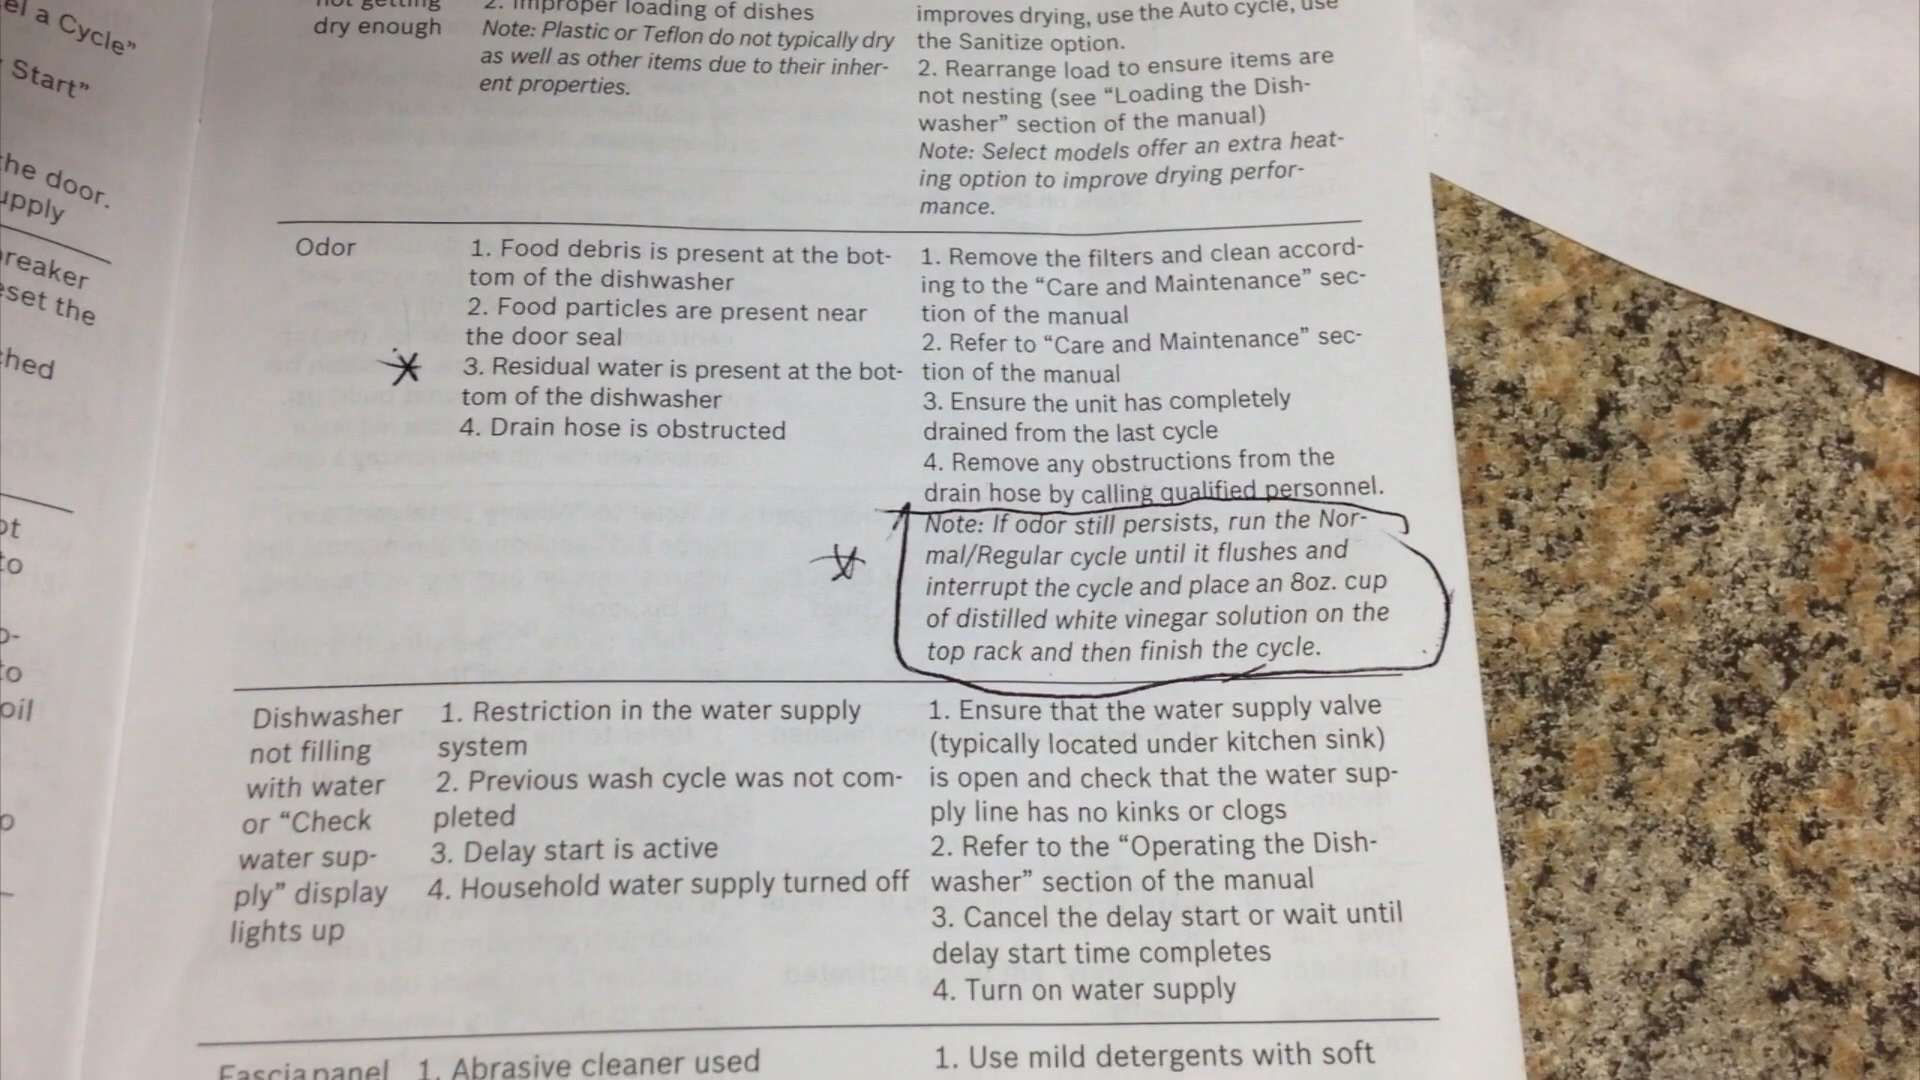 el a Cycle”
Start”
he door.
upply
reaker
eset the
ched
ot
to
to
oil
dry enough
2. Improper loading of dishes
Note: Plastic or Teflon do not typically dry
as well as other items due to their inher-
ent properties.
improves drying, use the Auto cycle, use
the Sanitize option.
2. Rearrange load to ensure items are
not nesting (see “Loading the Dish-
washer” section of the manual)
Note: Select models offer an extra heat-
ing option to improve drying perfor-
mance.
Odor
1. Food debris is present at the bot-
tom of the dishwasher
2. Food particles are present near
the door seal
3. Residual water is present at the bot-
tom of the dishwasher
4. Drain hose is obstructed
1. Remove the filters and clean accord-
ing to the “Care and Maintenance” sec-
tion of the manual
2. Refer to “Care and Maintenance” sec-
tion of the manual
3. Ensure the unit has completely
drained from the last cycle
4. Remove any obstructions from the
drain hose by calling qualified personnel.
Note: If odor still persists, run the Nor-
mal/Regular cycle until it flushes and
interrupt the cycle and place an 8oz. cup
of distilled white vinegar solution on the
top rack and then finish the cycle.
Dishwasher
not filling
with water
or “Check
water sup-
ply” display
lights up
1. Restriction in the water supply
system
2. Previous wash cycle was not com-
pleted
3. Delay start is active
4. Household water supply turned off
1. Ensure that the water supply valve
(typically located under kitchen sink)
is open and check that the water sup-
ply line has no kinks or clogs
2. Refer to the “Operating the Dish-
washer” section of the manual
3. Cancel the delay start or wait until
delay start time completes
4. Turn on water supply
Fascia panel
1. Abrasive cleaner used
1. Use mild detergents with soft